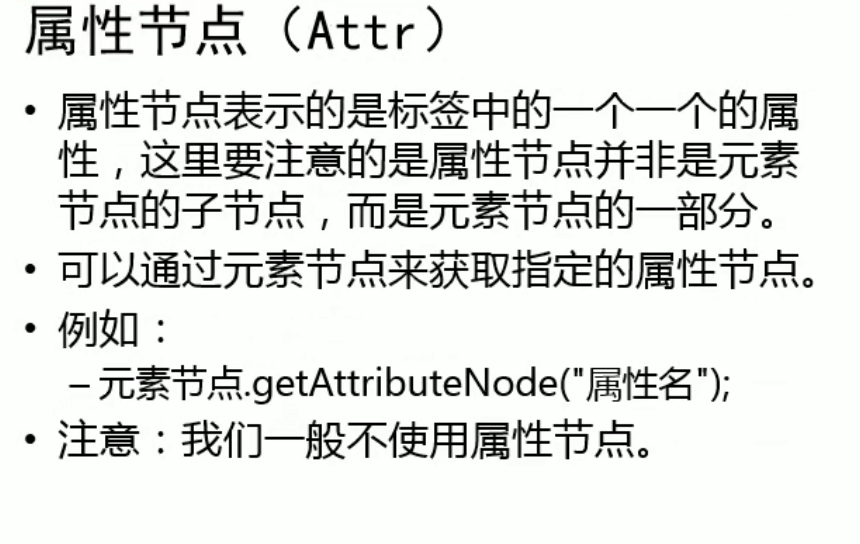 属性节点（Attr）
• 属性节点表示的是标签中的一个一个的属
性，这里要注意的是属性节点并非是元素
节点的子节点，而是元素节点的一部分。
• 可以通过元素节点来获取指定的属性节点。
• 例如：
– 元素节点.getAttributeNode("属性名");
• 注意：我们一般不使用属性节点。